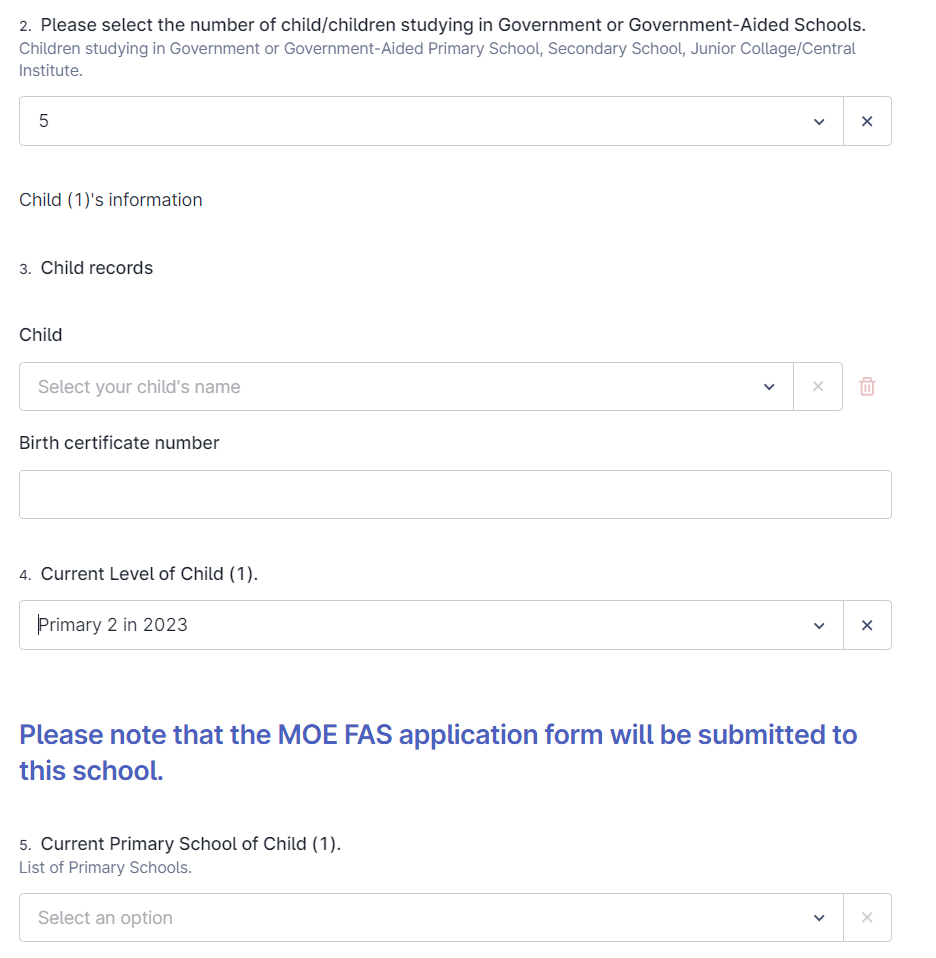 2. Please select the number of child/children studying in Government or Government-Aided Schools.
Children studying in Government or Government-Aided Primary School, Secondary School, Junior Collage/Central
Institute.
5
Child (1)'s information
3. Child records
Child
Select your child's name
Birth certificate number
4. Current Level of Child (1).
Primary 2 in 2023
Please note that the MOE FAS application form will be submitted to
this school.
5. Current Primary School of Child (1).
List of Primary Schools.
Select an option